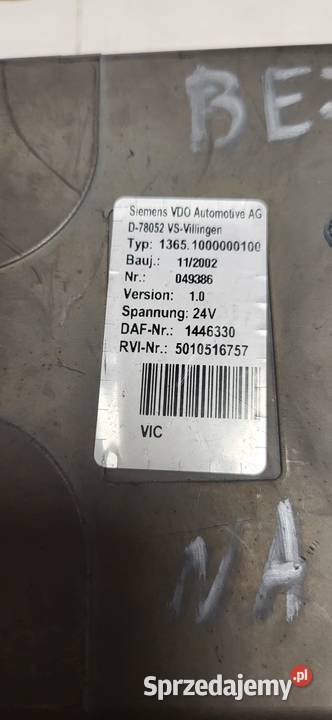 Siemens VDO Automotive AG
D-78052 VS-Villingen
Typ: 1365.1000000100
Bauj.: 11/2002
Nr.: 049386
Version: 1.0
Spannung: 24V
DAF-Nr.: 1446330
RVI-Nr.: 5010516757
VIC
NA
Sprzedajemy.pl